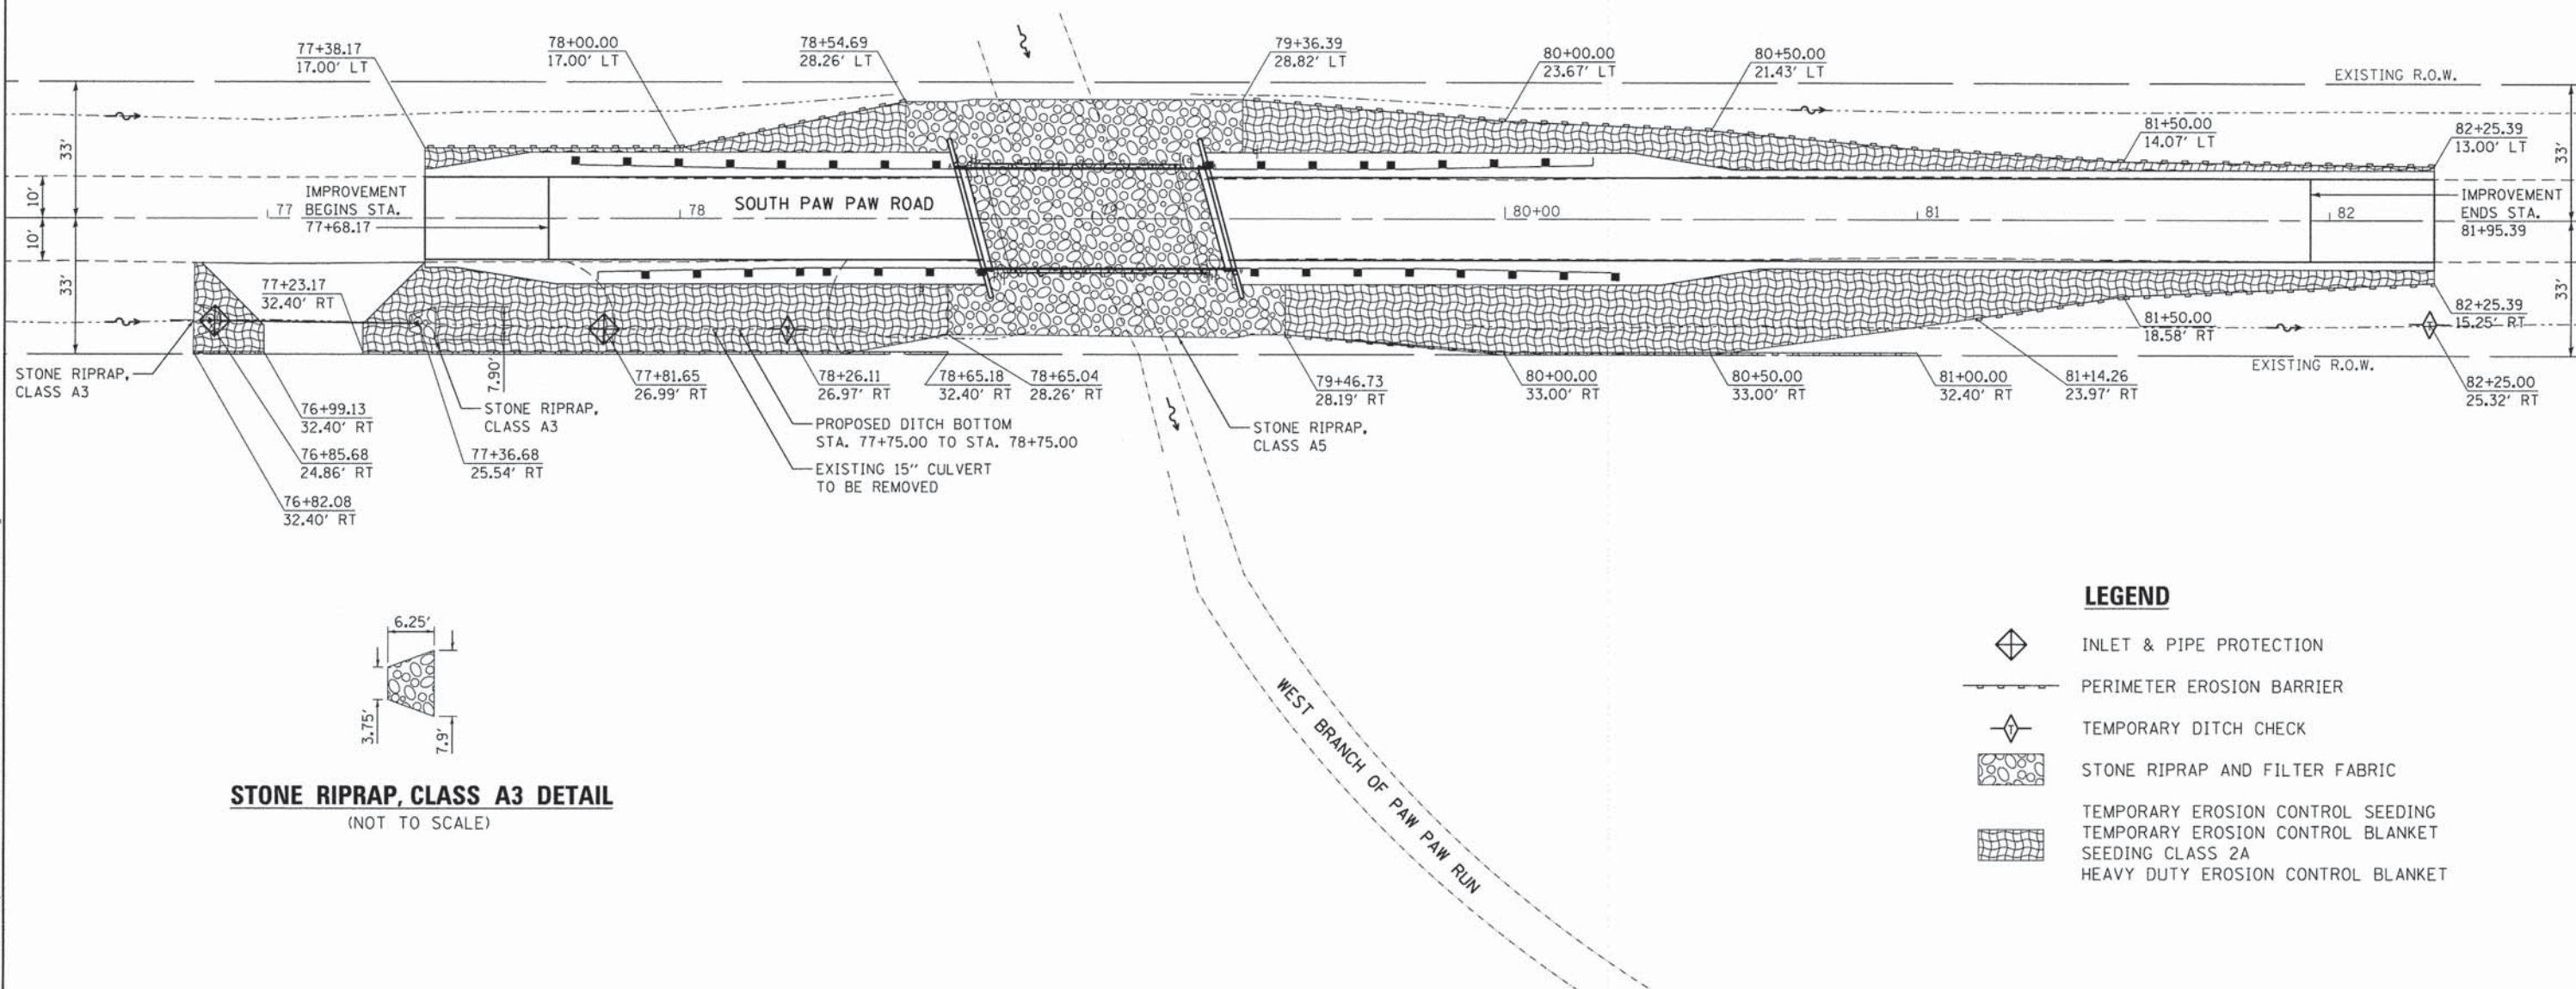 77+38.17
17.00' LT
78+00.00
17.00' LT
78+54.69
28.26' LT
79+36.39
28.82' LT
80+00.00
23.67' LT
80+50.00
21.43' LT
EXISTING R.O.W.
81+50.00
14.07' LT
82+25.39
13.00' LT
33'
33'
10'
10'
33'
33'
IMPROVEMENT
BEGINS STA.
77+68.17
77
78
SOUTH PAW PAW ROAD
79
80+00
81
82
IMPROVEMENT
ENDS STA.
81+95.39
77+23.17
32.40' RT
7.90'
STONE RIPRAP,
CLASS A3
76+99.13
32.40' RT
76+85.68
24.86' RT
76+82.08
32.40' RT
STONE RIPRAP,
CLASS A3
77+36.68
25.54' RT
77+81.65
26.99' RT
T
78+26.11
26.97' RT
78+65.18
32.40' RT
78+65.04
28.26' RT
PROPOSED DITCH BOTTOM
STA. 77+75.00 TO STA. 78+75.00
EXISTING 15" CULVERT
TO BE REMOVED
STONE RIPRAP,
CLASS A5
79+46.73
28.19' RT
80+00.00
33.00' RT
80+50.00
33.00' RT
81+00.00
32.40' RT
81+14.26
23.97' RT
81+50.00
18.58' RT
EXISTING R.O.W.
82+25.39
15.25' RT
T
82+25.00
25.32' RT
WEST BRANCH OF PAW PAW RUN
6.25'
3.75'
7.9'
STONE RIPRAP, CLASS A3 DETAIL
(NOT TO SCALE)
LEGEND
INLET & PIPE PROTECTION
PERIMETER EROSION BARRIER
T
TEMPORARY DITCH CHECK
STONE RIPRAP AND FILTER FABRIC
TEMPORARY EROSION CONTROL SEEDING
TEMPORARY EROSION CONTROL BLANKET
SEEDING CLASS 2A
HEAVY DUTY EROSION CONTROL BLANKET